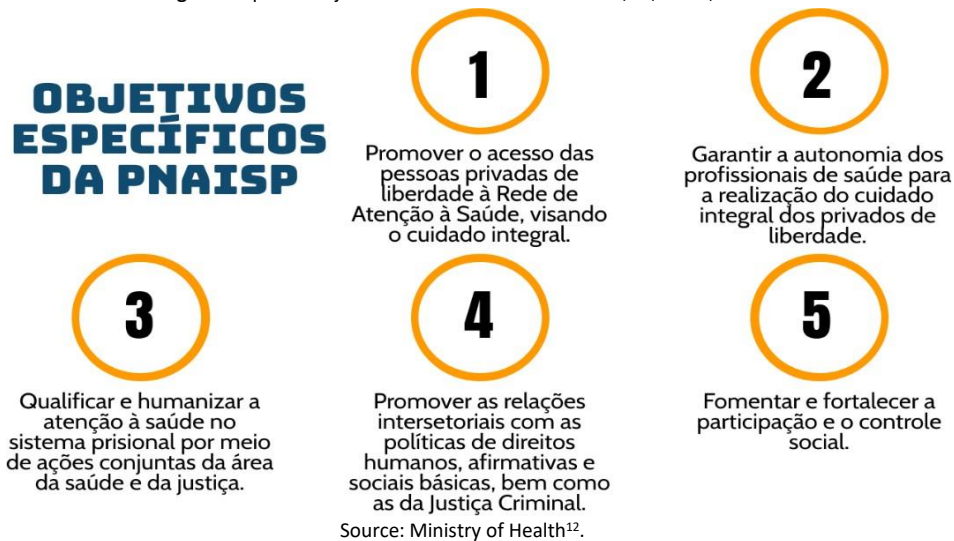 OBJETIVOS
ESPECÍFICOS
DA PNAISP
1
Promover o acesso das
pessoas privadas de
liberdade à Rede de
Atenção à Saúde, visando
o cuidado integral.
2
Garantir a autonomia dos
profissionais de saúde para
a realização do cuidado
integral dos privados de
liberdade.
3
Qualificar e humanizar a
atenção à saúde no
sistema prisional por meio
de ações conjuntas da área
da saúde e da justiça.
4
Promover as relações
intersetoriais com as
políticas de direitos
humanos, afirmativas e
sociais básicas, bem como
as da Justiça Criminal.
5
Fomentar e fortalecer a
participação e o controle
social.
Source: Ministry of Health¹².